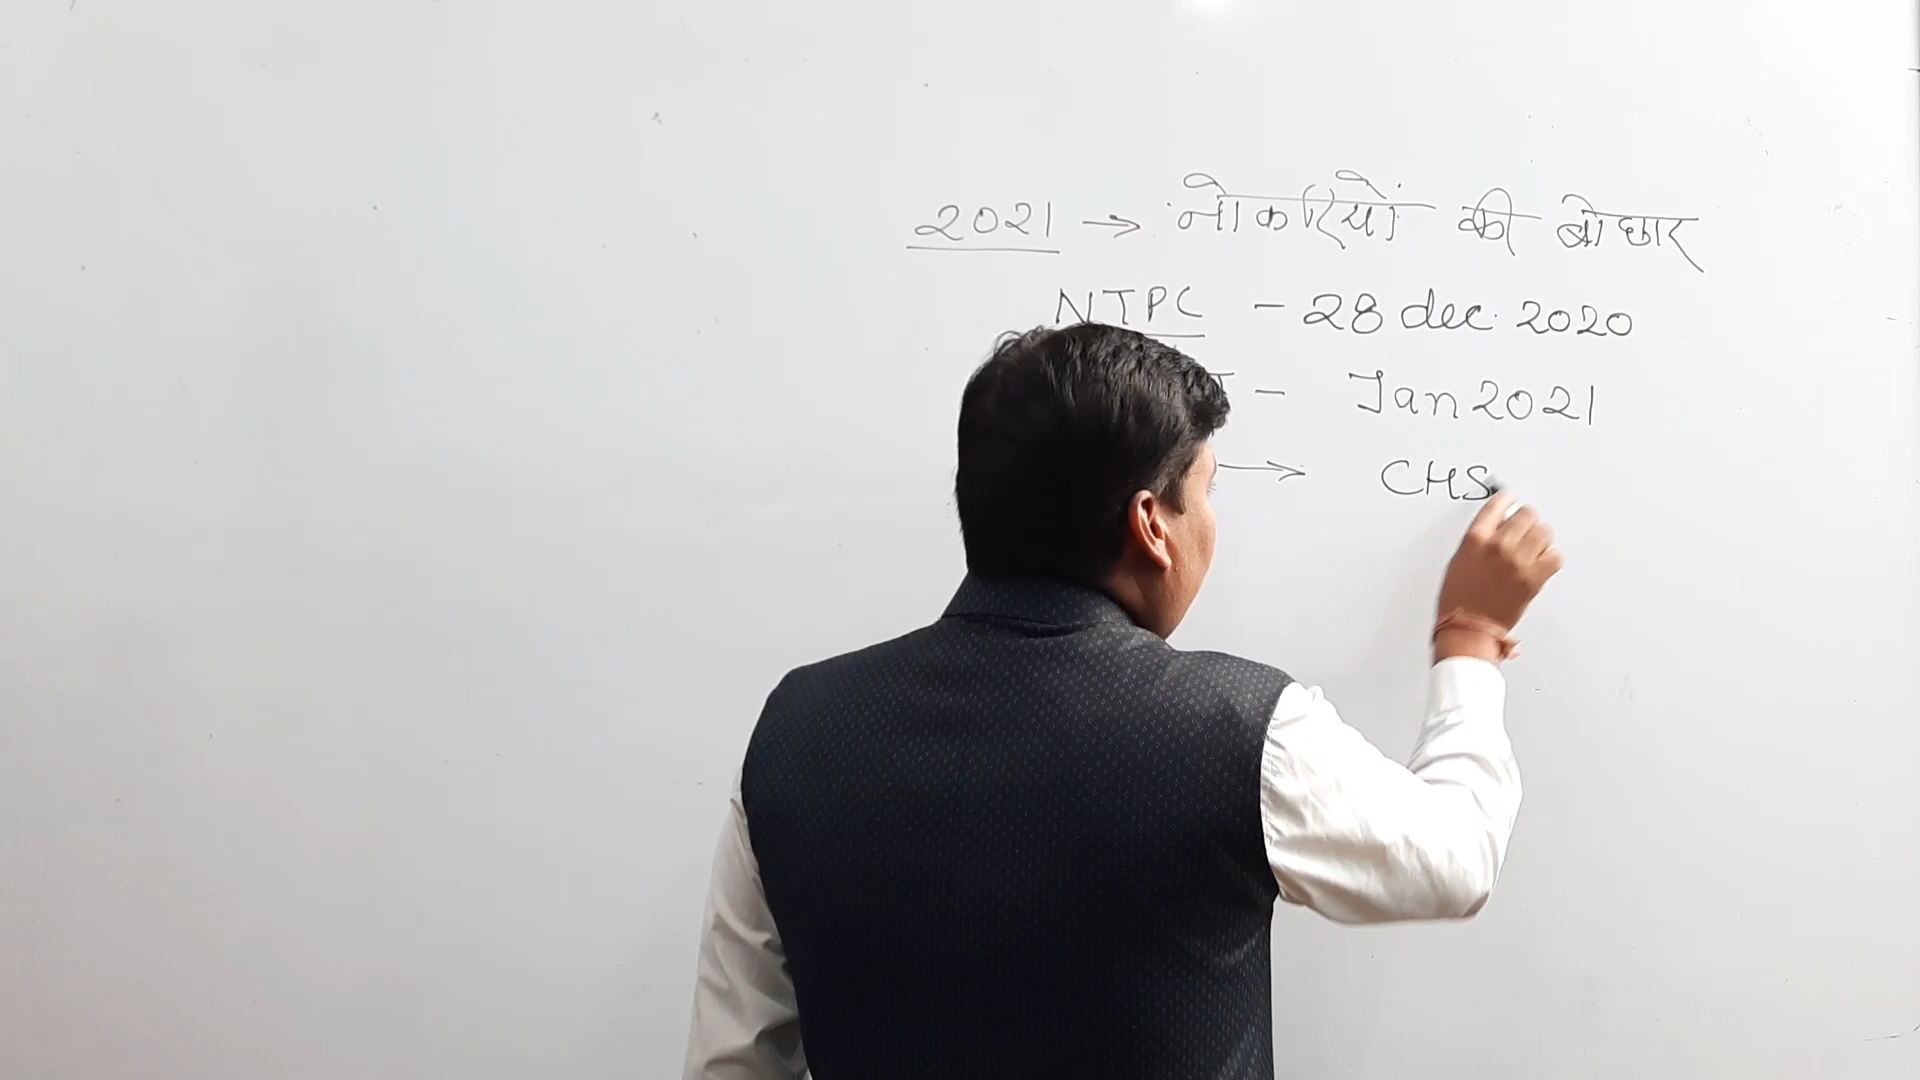 2021 → नौकरियों की बौछार
NTPC - 28 dec. 2020
- Jan 2021
→ CHS